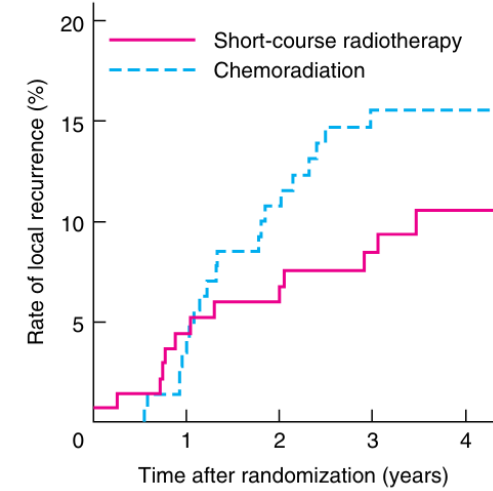 20
Short-course radiotherapy
Chemoradiation
15
10
5
0 1 2 3 4
Rate of local recurrence (%)
Time after randomization (years)